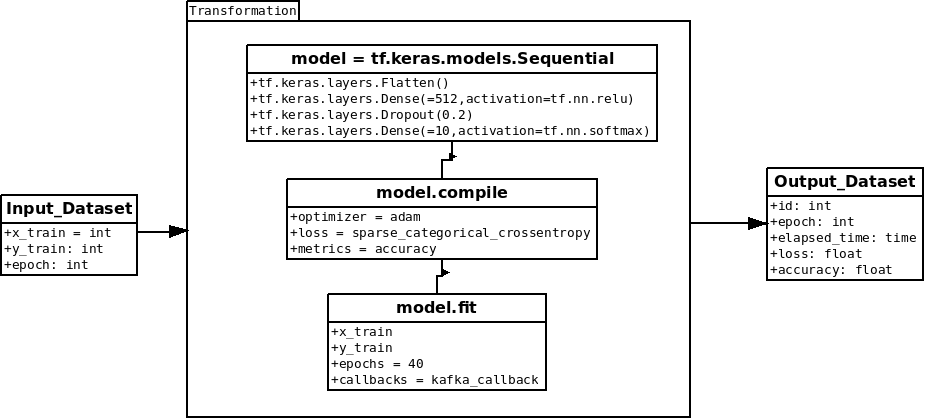 Transformation
model = tf.keras.models.Sequential
+tf.keras.layers.Flatten()
+tf.keras.layers.Dense(=512,activation=tf.nn.relu)
+tf.keras.layers.Dropout(0.2)
+tf.keras.layers.Dense(=10,activation=tf.nn.softmax)
model.compile
+optimizer = adam
+loss = sparse_categorical_crossentropy
+metrics = accuracy
model.fit
+x_train
+y_train
+epochs = 40
+callbacks = kafka_callback
Input_Dataset
+x_train = int
+y_train: int
+epoch: int
Output_Dataset
+id: int
+epoch: int
+elapsed_time: time
+loss: float
+accuracy: float